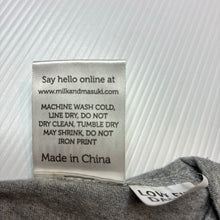 Say hello online at
www.milkandmasuki.com
MACHINE WASH COLD,
LINE DRY, DO NOT
DRY CLEAN, TUMBLE DRY
MAY SHRINK, DO NOT
IRON PRINT
Made in China
LOVE